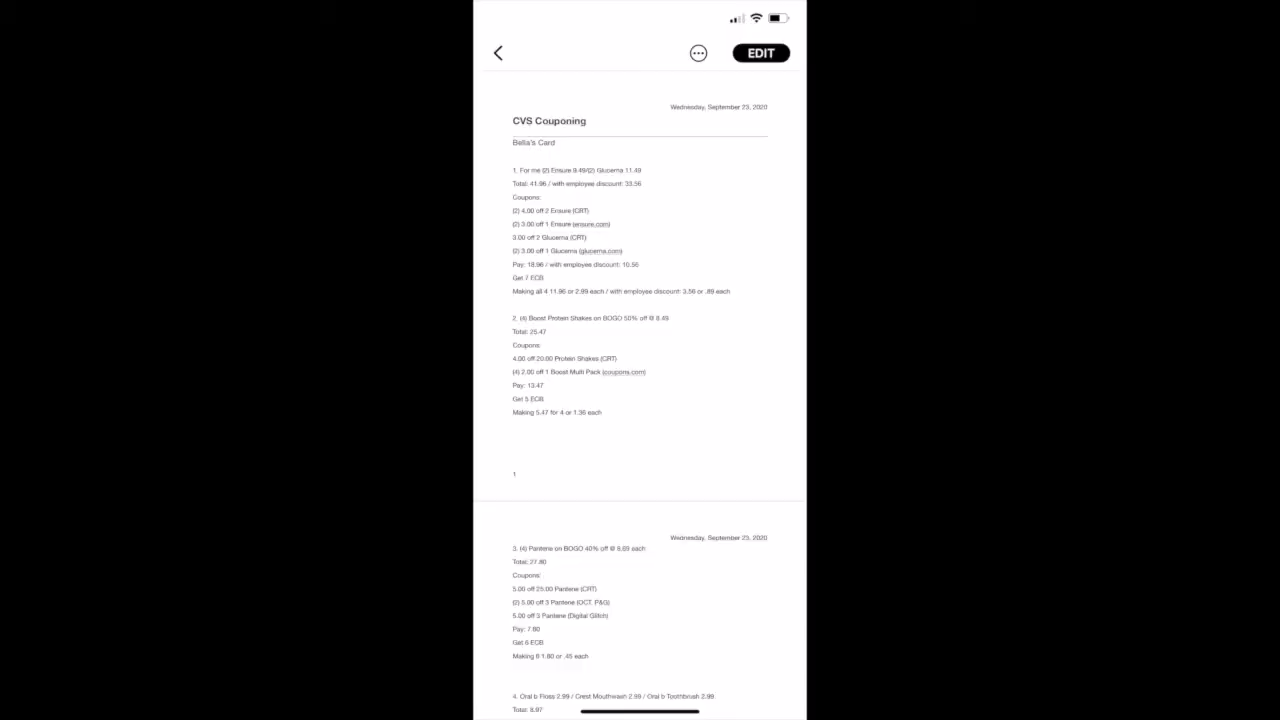 EDIT
Wednesday, September 23, 2020
CVS Couponing
Bella's Card
1. For me (2) Ensure 9.49/(2) Glucerna 11.49
Total: 41.96 / with employee discount: 33.56
Coupons:
(2) 4.00 off 2 Ensure (CRT)
(2) 3.00 off 1 Ensure (ensure.com)
3.00 off 2 Glucerna (CRT)
(2) 3.00 off 1 Glucerna (glucerna.com)
Pay: 18.96 / with employee discount: 10.56
Get 7 ECB
Making all 4 11.96 or 2.99 each / with employee discount: 3.56 or .89 each
2. (4) Boost Protein Shakes on BOGO 50% off @ 8.49
Total: 25.47
Coupons:
4.00 off 20.00 Protein Shakes (CRT)
(4) 2.00 off 1 Boost Multi Pack (coupons.com)
Pay: 13.47
Get 5 ECB
Making 5.47 for 4 or 1.36 each
1
Wednesday, September 23, 2020
3. (4) Pantene on BOGO 40% off @ 8.69 each
Total: 27.80
Coupons:
5.00 off 25.00 Pantene (CRT)
(2) 5.00 off 3 Pantene (OCT. P&G)
5.00 off 3 Pantene (Digital Glitch)
Pay: 7.80
Get 6 ECB
Making 6 1.80 or .45 each
4. Oral b Floss 2.99 / Crest Mouthwash 2.99 / Oral b Toothbrush 2.99
Total: 8.97